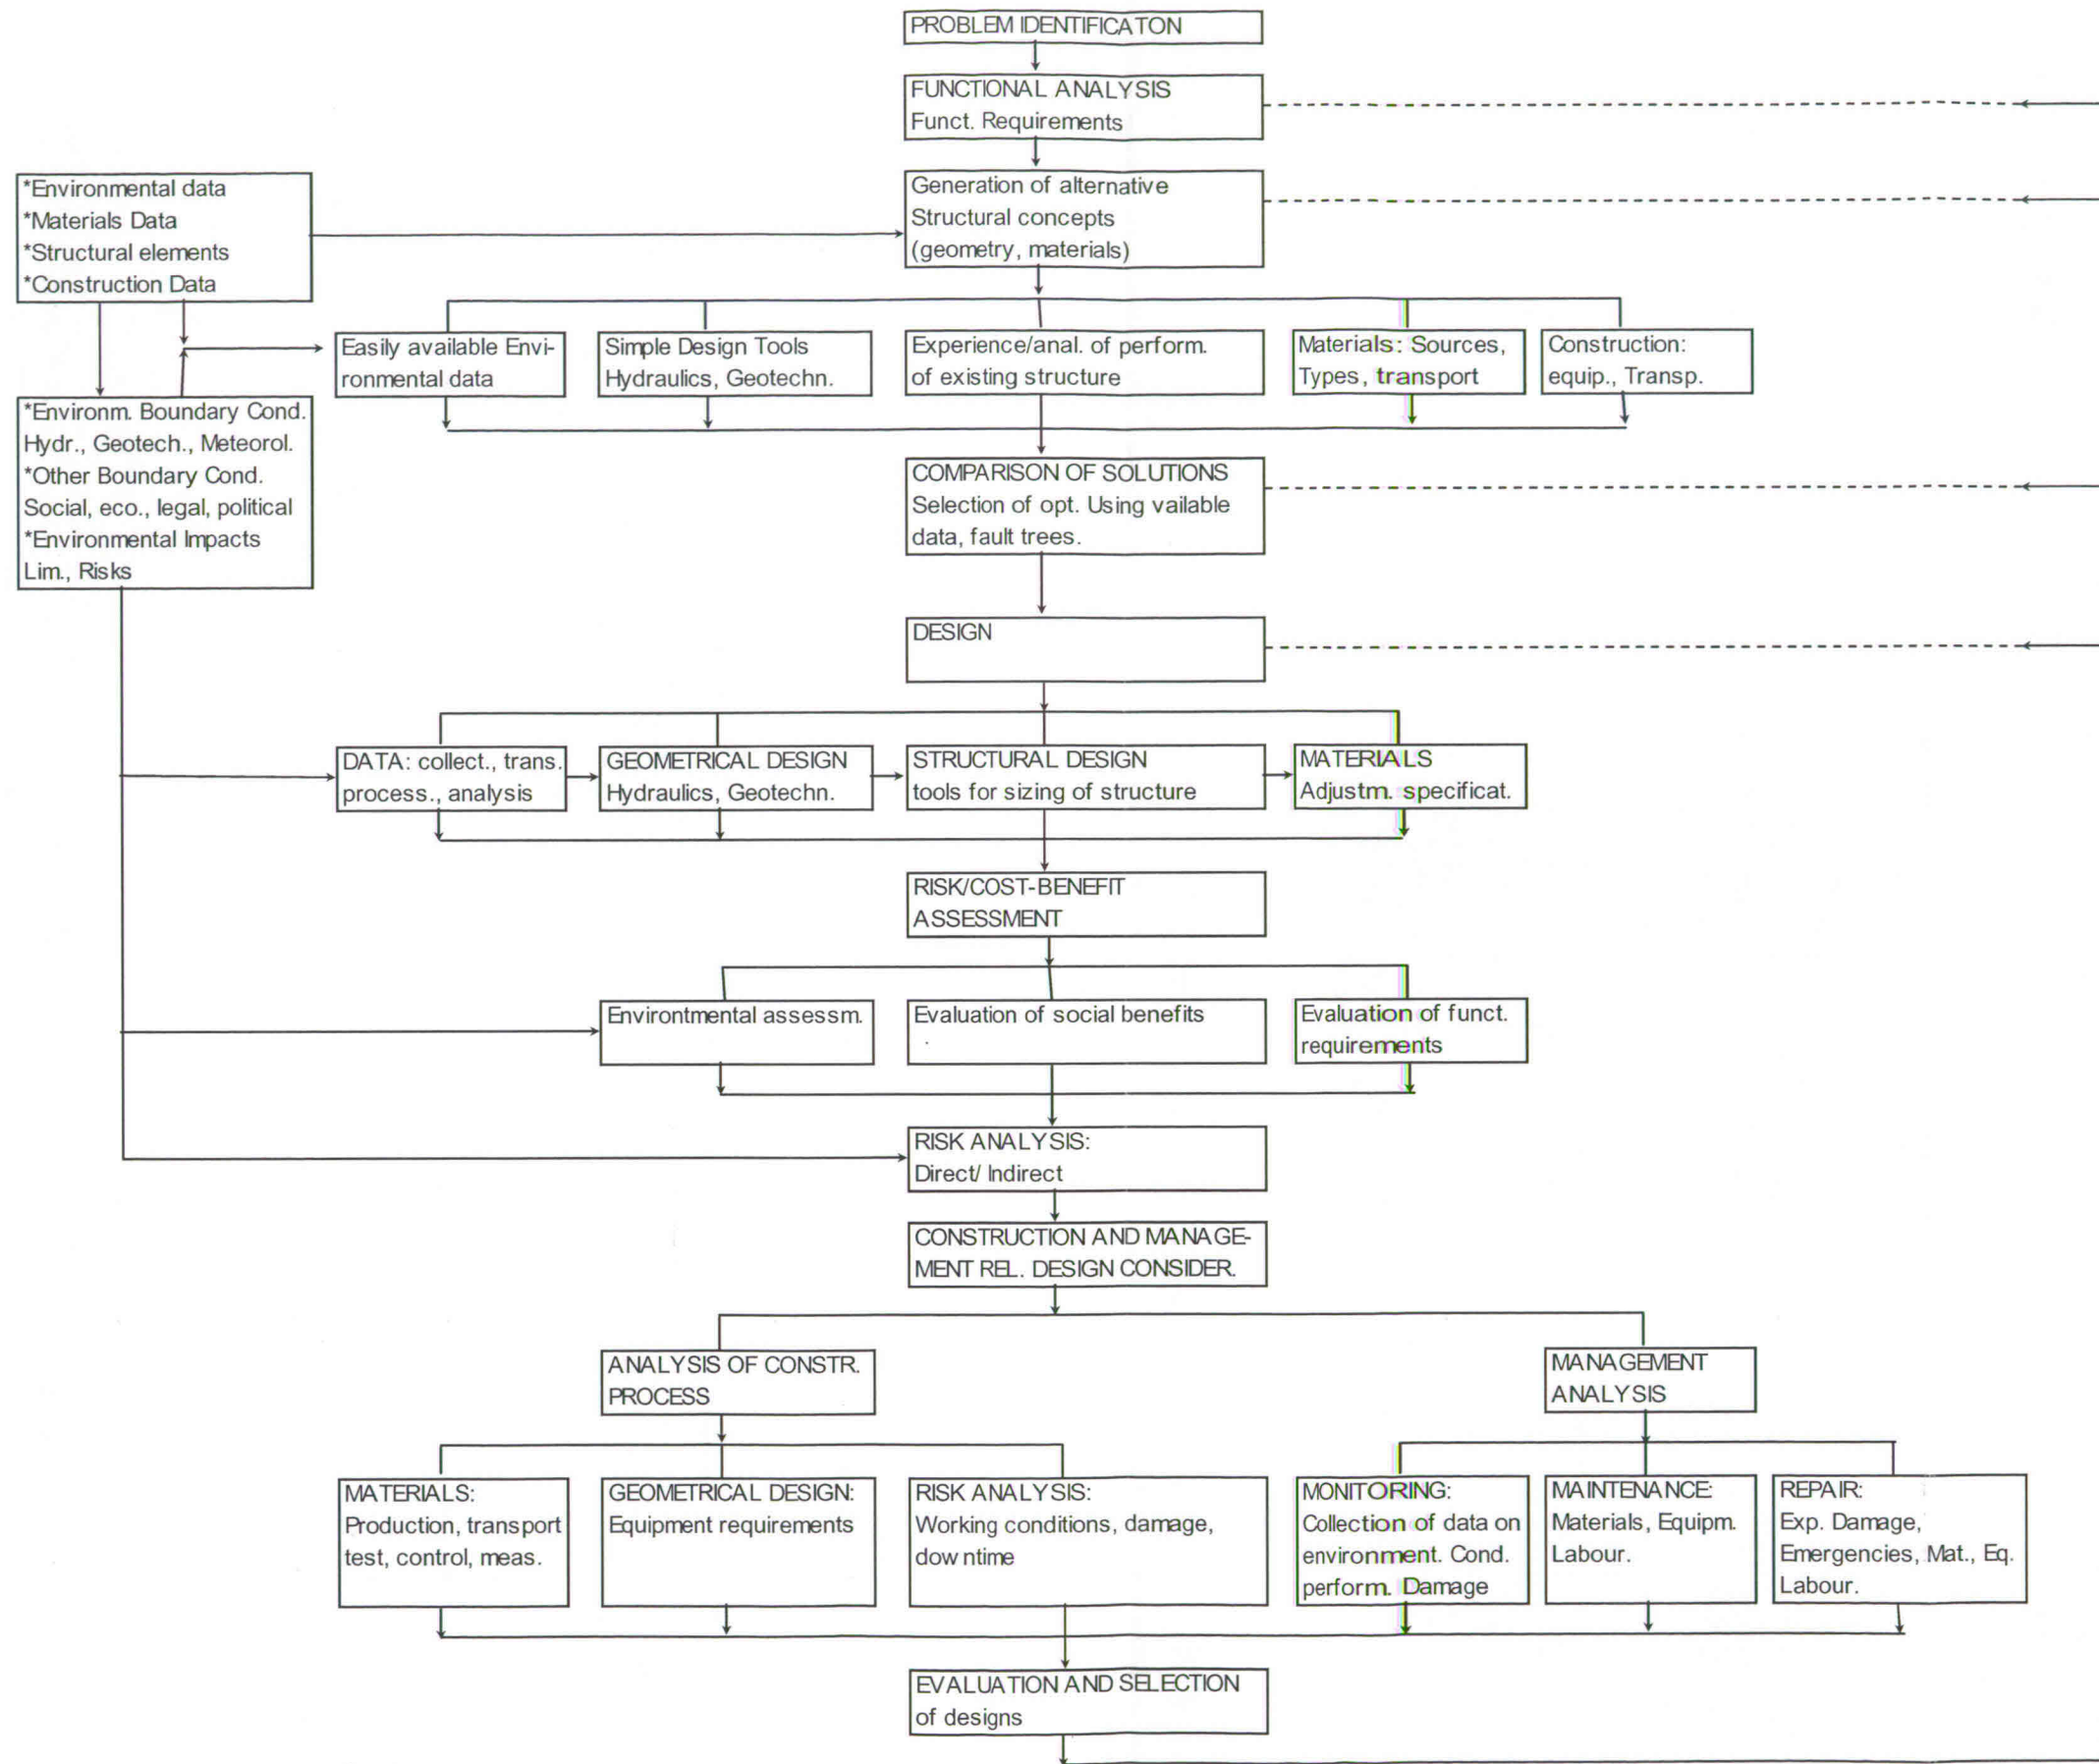 PROBLEM IDENTIFICATON
FUNCTIONAL ANALYSIS
Funct. Requirements
*Environmental data
*Materials Data
*Structural elements
*Construction Data
Generation of alternative
Structural concepts
(geometry, materials)
Easily available Envi-
ronmental data
Simple Design Tools
Hydraulics, Geotechn.
Experience/anal. of perform.
of existing structure
Materials: Sources,
Types, transport
Construction:
equip., Transp.
*Environm. Boundary Cond.
Hydr., Geotech., Meteorol.
*Other Boundary Cond.
Social, eco., legal, political
*Environmental Impacts
Lim., Risks
COMPARISON OF SOLUTIONS
Selection of opt. Using vailable
data, fault trees.
DESIGN
DATA: collect., trans.
process., analysis
GEOMETRICAL DESIGN
Hydraulics, Geotechn.
STRUCTURAL DESIGN
tools for sizing of structure
MATERIALS
Adjustm. specificat.
RISK/COST-BENEFIT
ASSESSMENT
Environtmental assessm.
Evaluation of social benefits
Evaluation of funct.
requirements
RISK ANALYSIS:
Direct/ Indirect
CONSTRUCTION AND MANAGE-
MENT REL. DESIGN CONSIDER.
ANALYSIS OF CONSTR.
PROCESS
MANAGEMENT
ANALYSIS
MATERIALS:
Production, transport
test, control, meas.
GEOMETRICAL DESIGN:
Equipment requirements
RISK ANALYSIS:
Working conditions, damage,
downtime
MONITORING:
Collection of data on
environment. Cond.
perform. Damage
MAINTENANCE:
Materials, Equipm.
Labour.
REPAIR:
Exp. Damage,
Emergencies, Mat., Eq.
Labour.
EVALUATION AND SELECTION
of designs